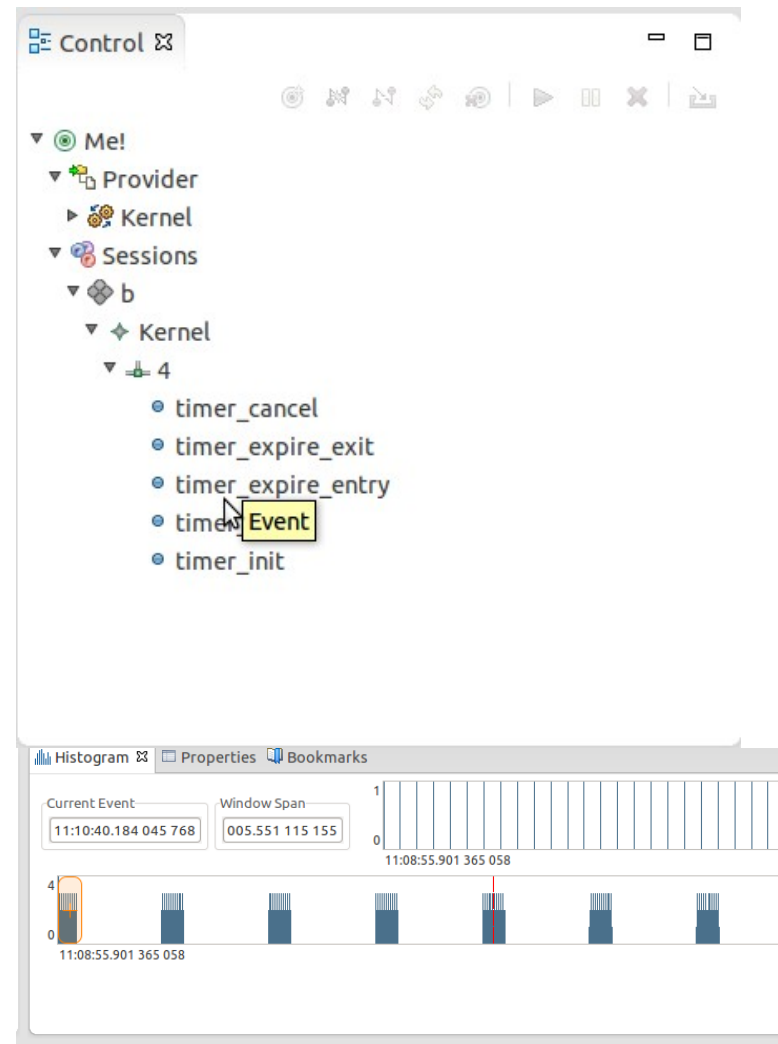 Control
Me!
Provider
Kernel
Sessions
b
Kernel
4
timer_cancel
timer_expire_exit
timer_expire_entry
Event
timer_init
Histogram Properties Bookmarks
Current Event Window Span
11:10:40.184 045 768 005.551 115 155
1
0
11:08:55.901 365 058
4
0
11:08:55.901 365 058